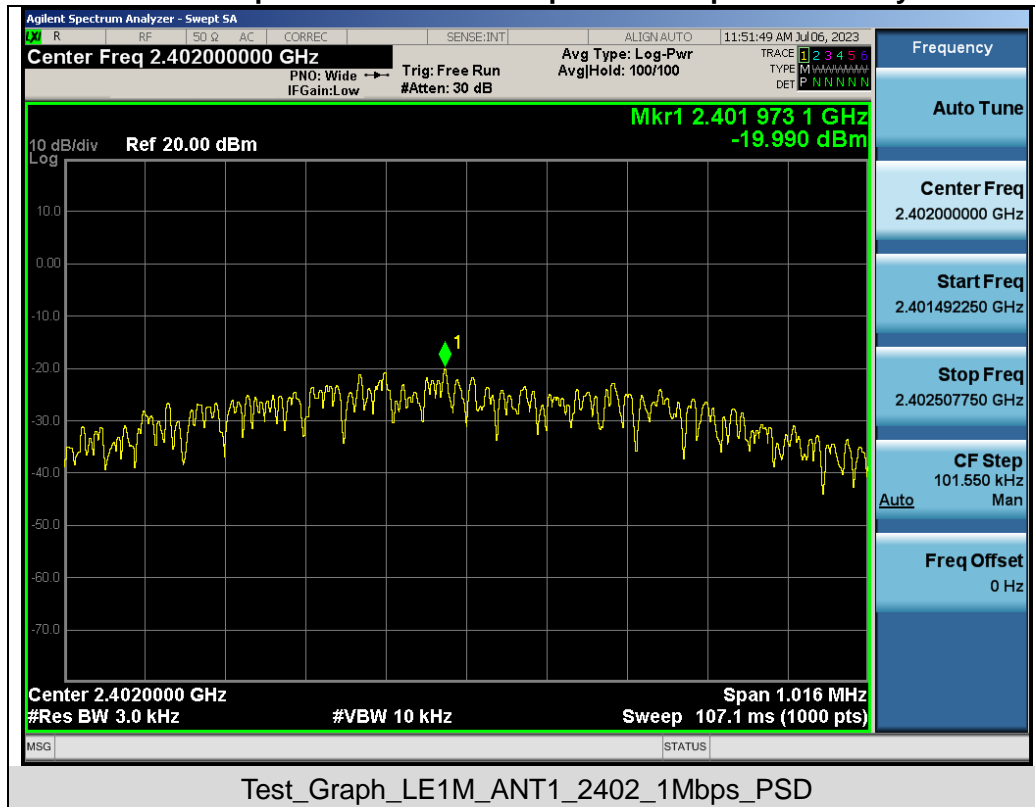 Agilent Spectrum Analyzer - Swept SA
LXI R RF 50 Ω AC CORREC SENSE:INT ALIGN AUTO 11:51:49 AM Jul 06, 2023
Center Freq 2.402000000 GHz
Avg Type: Log-Pwr
TRACE 1 2 3 4 5 6
PNO: Wide
Trig: Free Run
Avg|Hold: 100/100
TYPE M W W W W W
IFGain:Low
#Atten: 30 dB
DET P N N N N N
Mkr1 2.401 973 1 GHz
-19.990 dBm
10 dB/div Ref 20.00 dBm
Log
10.0
0.00
-10.0
1
-20.0
-30.0
-40.0
-50.0
-60.0
-70.0
Center 2.4020000 GHz
Span 1.016 MHz
#Res BW 3.0 kHz
#VBW 10 kHz
Sweep 107.1 ms (1000 pts)
MSG
STATUS
Frequency
Auto Tune
Center Freq
2.402000000 GHz
Start Freq
2.401492250 GHz
Stop Freq
2.402507750 GHz
CF Step
101.550 kHz
Auto Man
Freq Offset
0 Hz
Test_Graph_LE1M_ANT1_2402_1Mbps_PSD